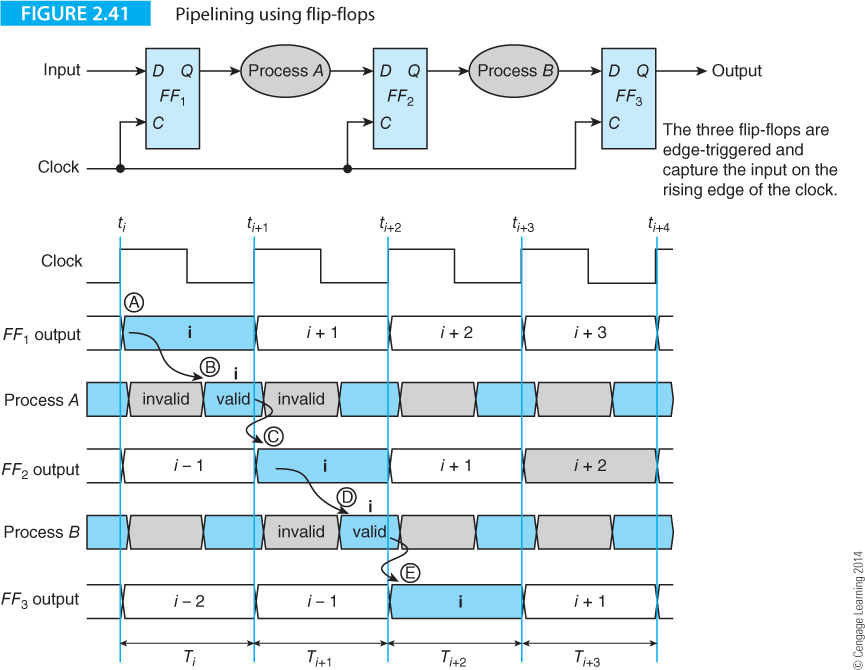 FIGURE 2.41 Pipelining using flip-flops
Input D Q Process A D Q Process B D Q Output
FF1 FF2 FF3
C C C
The three flip-flops are
edge-triggered and
capture the input on the
rising edge of the clock.
Clock
ti ti+1 ti+2 ti+3 ti+4
Clock
A
FF1 output i i + 1 i + 2 i + 3
B i
Process A invalid valid invalid
C
FF2 output i – 1 i i + 1 i + 2
D i
Process B invalid valid
E
FF3 output i – 2 i – 1 i i + 1
Ti Ti+1 Ti+2 Ti+3
© Cengage Learning 2014